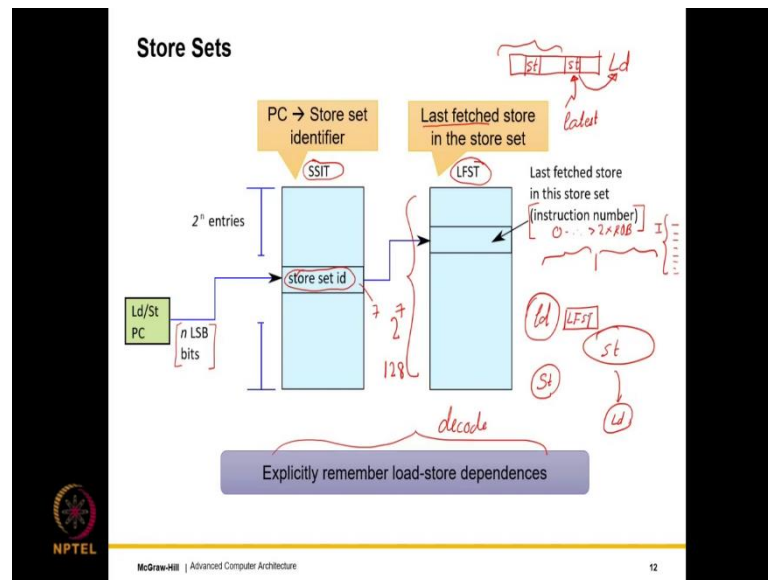 Store Sets
st st Ld
latest
PC → Store set
identifier
Last fetched store
in the store set
SSIT
LFST
2ⁿ entries
Last fetched store
in this store set
(instruction number)
0 ... > 2 x ROB
I
store set id
7
2⁷
128
Ld/St
PC
n LSB
bits
ld LFST
st
St
Ld
decode
Explicitly remember load-store dependences
NPTEL
McGraw-Hill | Advanced Computer Architecture
12